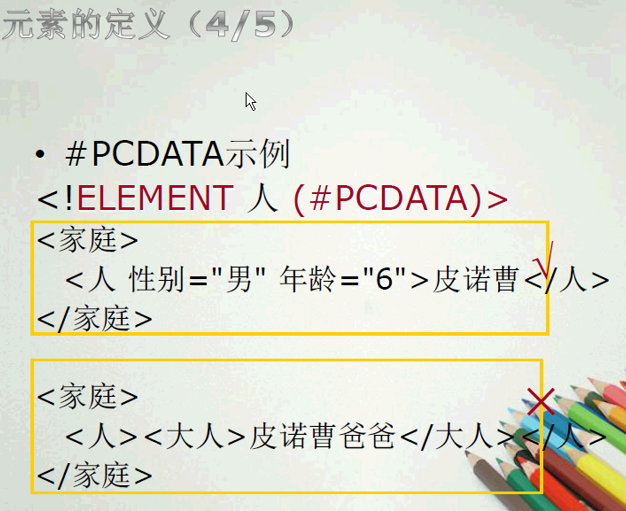 元素的定义（4/5）
• #PCDATA示例
<!ELEMENT 人 (#PCDATA)>
<家庭>
<人 性别="男" 年龄="6">皮诺曹</人>
</家庭>
√
<家庭>
<人><大人>皮诺曹爸爸</大人></人>
</家庭>
×